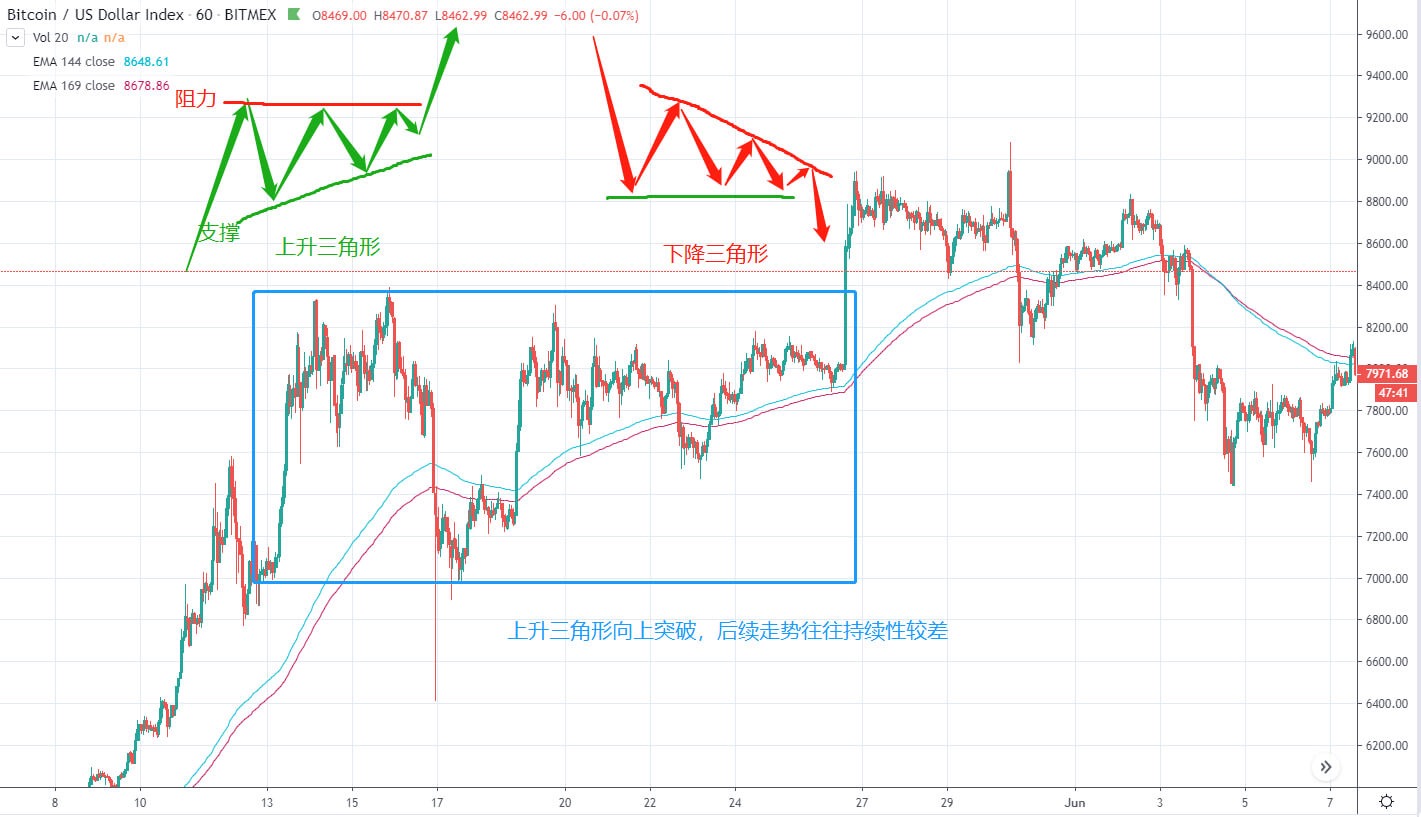 Bitcoin / US Dollar Index · 60 · BITMEX O8469.00 H8470.87 L8462.99 C8462.99 −6.00 (−0.07%)
Vol 20 n/a n/a
EMA 144 close 8648.61
EMA 169 close 8678.86
阻力
支撑
上升三角形
下降三角形
上升三角形向上突破，后续走势往往持续性较差
9600.00
9400.00
9200.00
9000.00
8800.00
8600.00
8400.00
8200.00
7971.68
47:41
7800.00
7600.00
7400.00
7200.00
7000.00
6800.00
6600.00
6400.00
6200.00
8 10 13 15 17 20 22 24 27 29 Jun 3 5 7